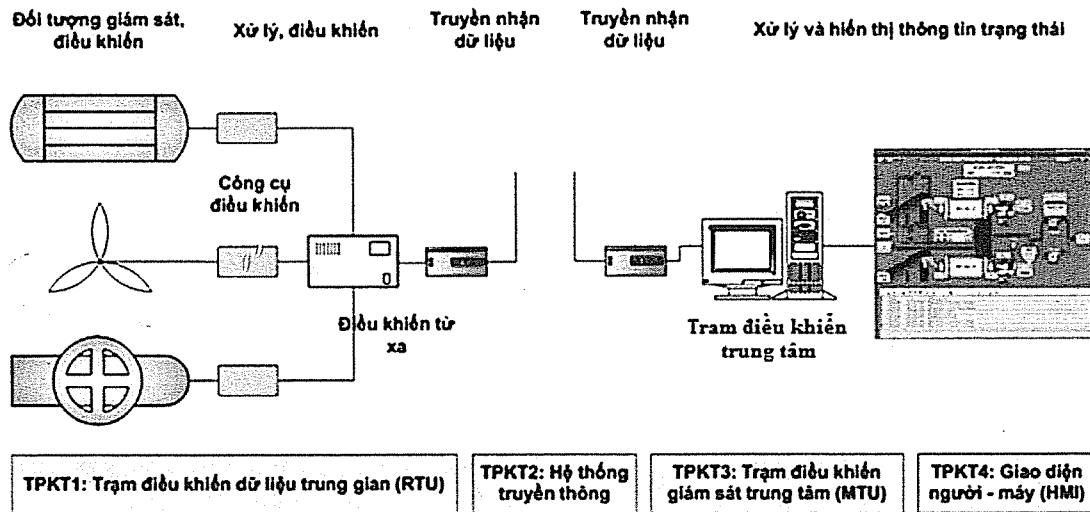 Đối tượng giám sát,
điều khiển
Xử lý, điều khiển
Truyền nhận
dữ liệu
Truyền nhận
dữ liệu
Xử lý và hiển thị thông tin trạng thái
Công cụ
điều khiển
Điều khiển từ
xa
Trạm điều khiển
trung tâm
TPKT1: Trạm điều khiển dữ liệu trung gian (RTU)
TPKT2: Hệ thống
truyền thông
TPKT3: Trạm điều khiển
giám sát trung tâm (MTU)
TPKT4: Giao diện
người - máy (HMI)